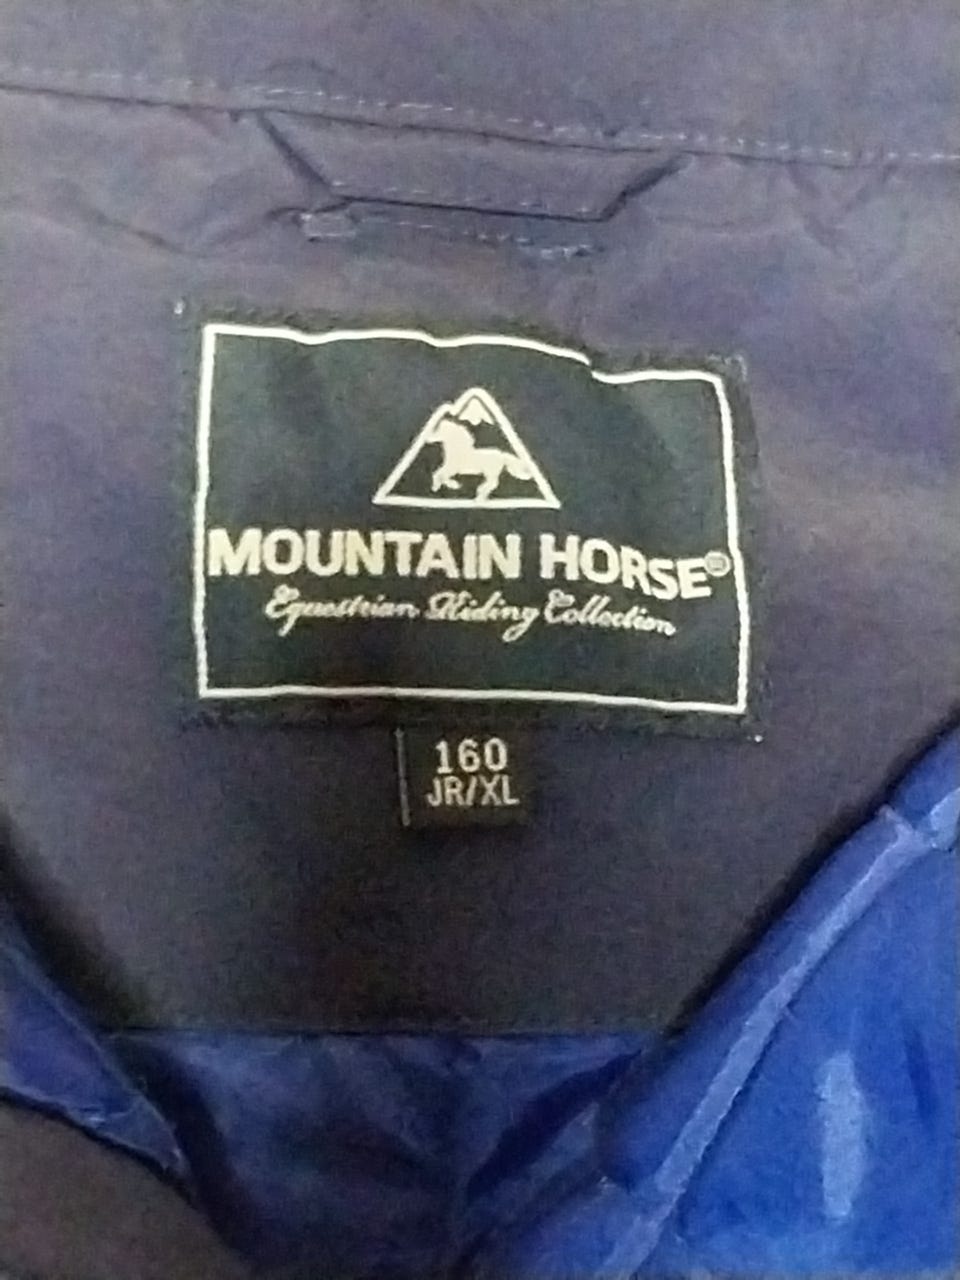 MOUNTAIN HORSE®
Equestrian Riding Collection
160
JR/XL